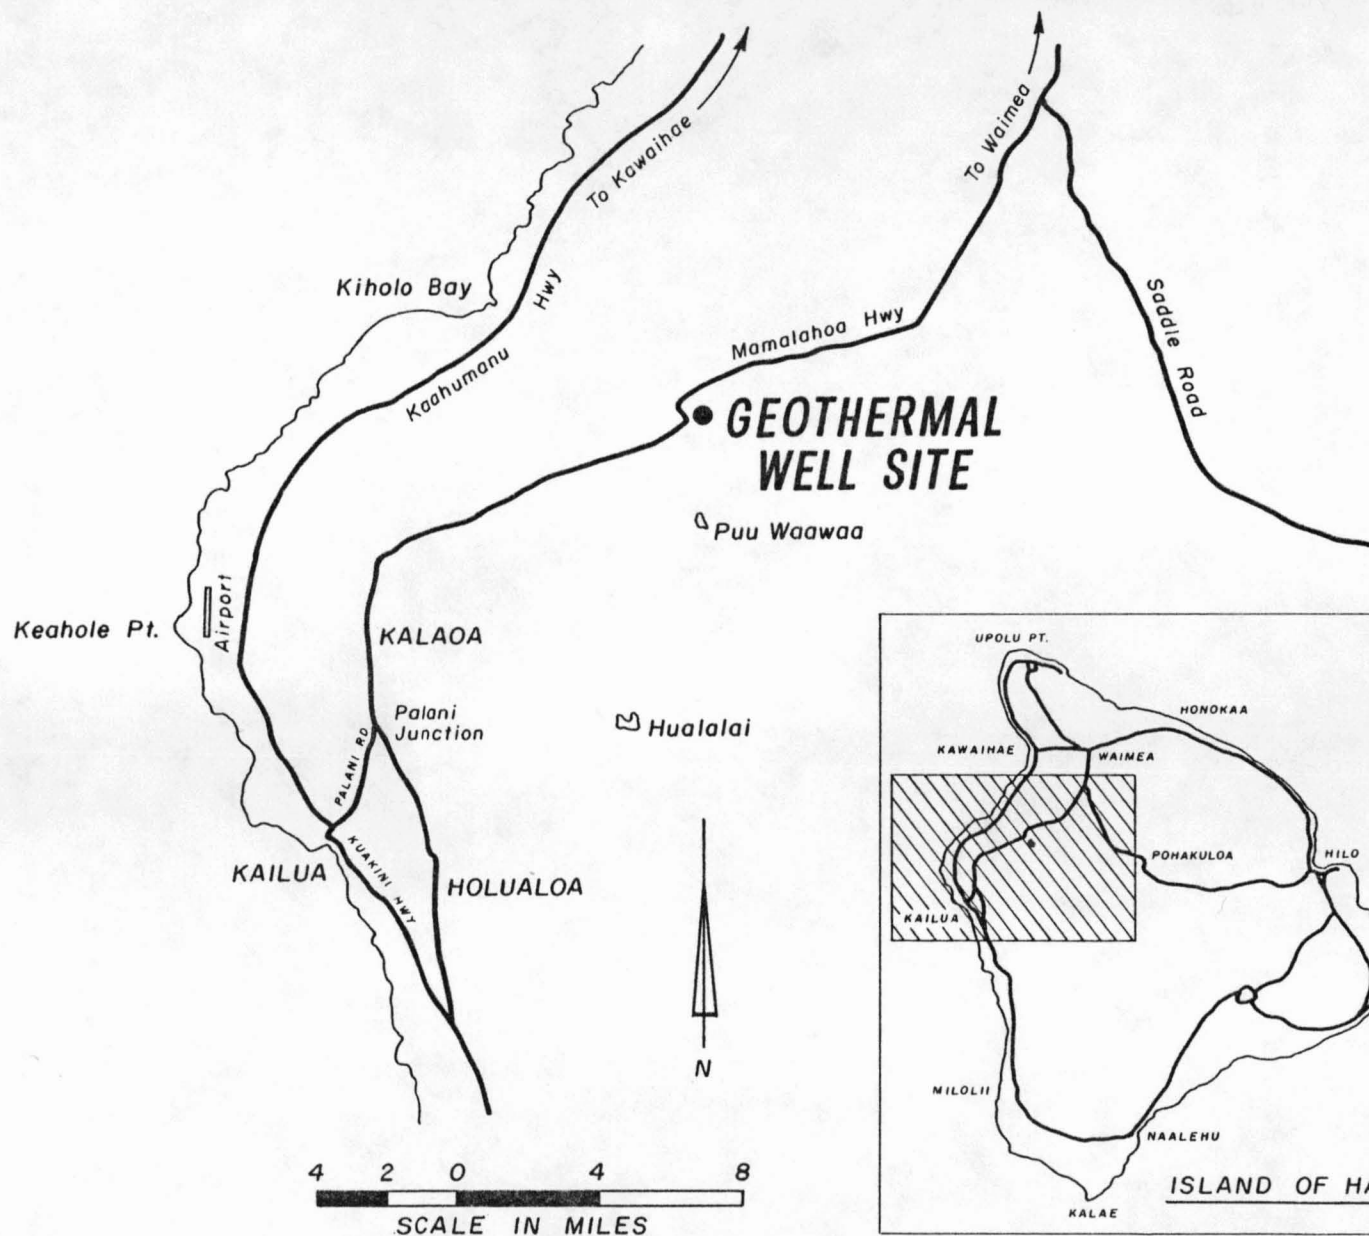 To Kawaihae
To Waimea
Kiholo Bay
Kaahumanu Hwy
Mamalahoa Hwy
Saddle Road
GEOTHERMAL
WELL SITE
Puu Waawaa
Keahole Pt.
Airport
KALAOA
Palani
Junction
PALANI RD
Hualalai
KAILUA
KUAKINI HWY
HOLUALOA
N
4 2 0 4 8
SCALE IN MILES
UPOLU PT.
HONOKAA
KAWAIHAE
WAIMEA
POHAKULOA
HILO
KAILUA
MILOLII
NAALEHU
KALAE
ISLAND OF HA